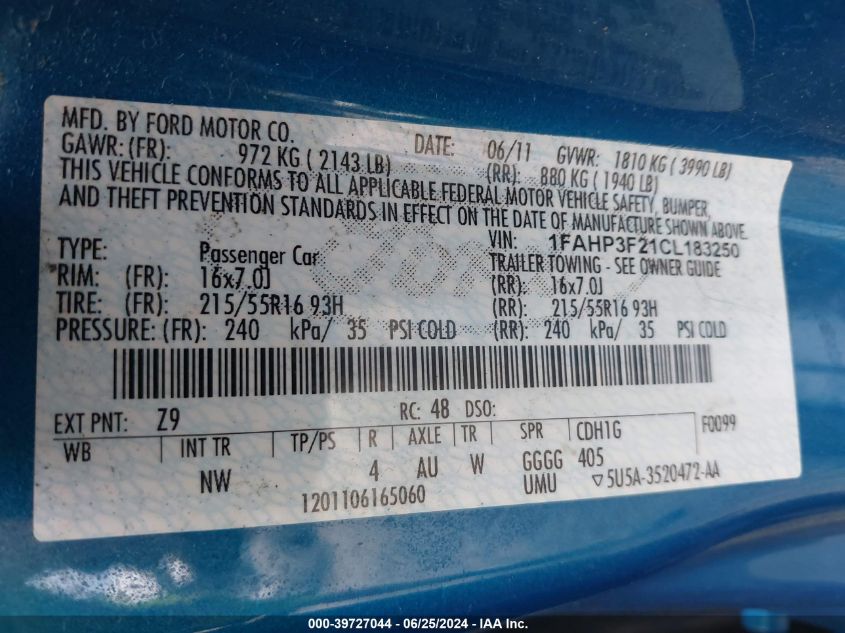 MFD. BY FORD MOTOR CO. DATE: 06/11 GVWR: 1810 KG ( 3990 LB)
GAWR: (FR): 972 KG ( 2143 LB) (RR): 880 KG ( 1940 LB)
THIS VEHICLE CONFORMS TO ALL APPLICABLE FEDERAL MOTOR VEHICLE SAFETY, BUMPER,
AND THEFT PREVENTION STANDARDS IN EFFECT ON THE DATE OF MANUFACTURE SHOWN ABOVE.
VIN: 1FAHP3F21CL183250
TYPE: Passenger Car TRAILER TOWING - SEE OWNER GUIDE
RIM: (FR): 16x7.0J (RR): 16x7.0J
TIRE: (FR): 215/55R16 93H (RR): 215/55R16 93H
PRESSURE: (FR): 240 kPa/ 35 PSI COLD (RR): 240 kPa/ 35 PSI COLD
EXT PNT: Z9 RC: 48 DSO: F0099
WB INT TR TP/PS R AXLE TR SPR CDH1G
NW 4 AU W GGGG 405
1201106165060 UMU ▽5U5A-3520472-AA
000-39727044 - 06/25/2024 - IAA Inc.